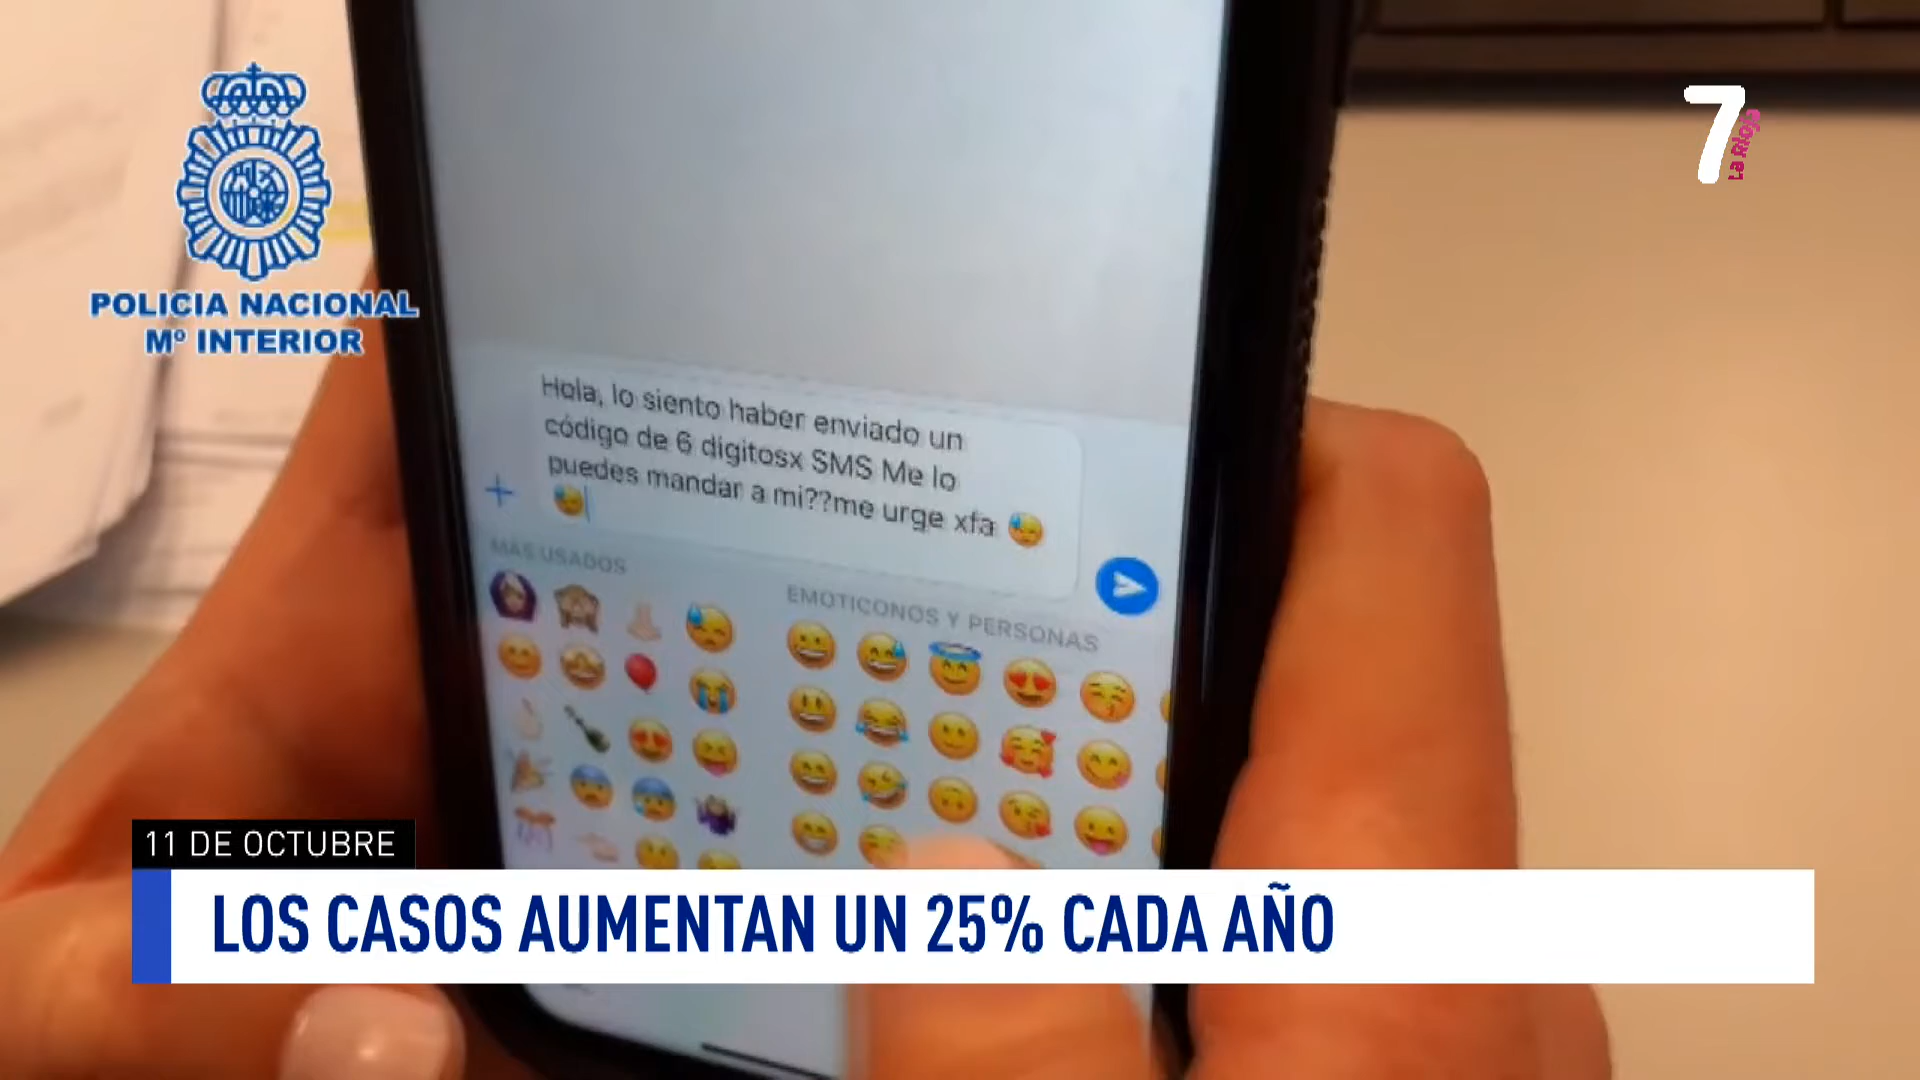 POLICIA NACIONAL
Mº INTERIOR
7
La Rioja
Hola, lo siento haber enviado un
código de 6 digitosx SMS Me lo
puedes mandar a mi??me urge xfa 😓
😓
MÁS USADOS
EMOTICONOS Y PERSONAS
11 DE OCTUBRE
LOS CASOS AUMENTAN UN 25% CADA AÑO